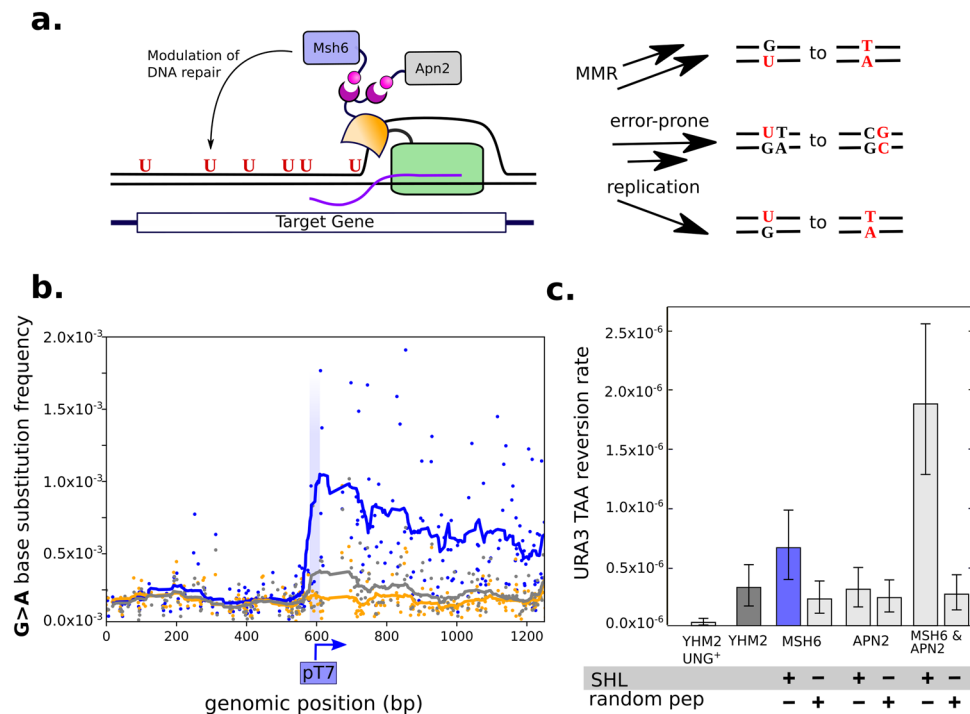 a.
Modulation of
DNA repair
Msh6
Apn2
U U U U U U
Target Gene
MMR
error-prone
replication
G to T
U A
U T to C G
G A G C
U to T
G A
b.
G>A base substitution frequency
2.0x10⁻³
1.5x10⁻³
1.0x10⁻³
0.5x10⁻³
0.0x10⁻³
0 200 400 600 800 1000 1200
pT7
genomic position (bp)
c.
URA3 TAA reversion rate
2.5x10⁻⁶
2.0x10⁻⁶
1.5x10⁻⁶
1.0x10⁻⁶
0.5x10⁻⁶
0.0x10⁻⁶
YHM2 UNG⁺
YHM2
MSH6
APN2
MSH6 & APN2
SHL + – + – + –
random pep – + – + – +